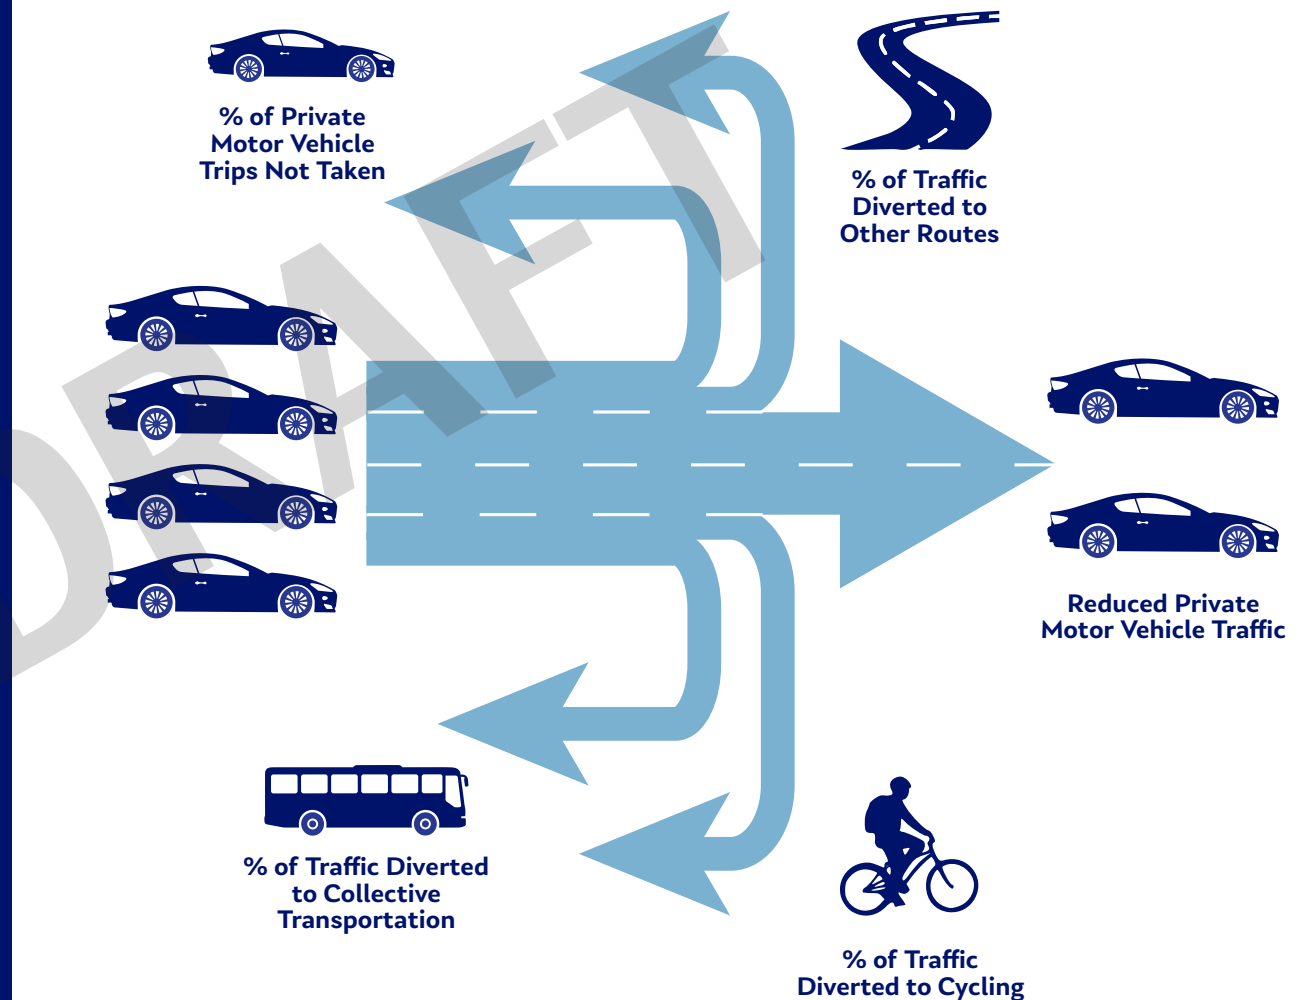 % of Private
Motor Vehicle
Trips Not Taken
% of Traffic
Diverted to
Other Routes
DRAFT
Reduced Private
Motor Vehicle Traffic
% of Traffic Diverted
to Collective
Transportation
% of Traffic
Diverted to Cycling